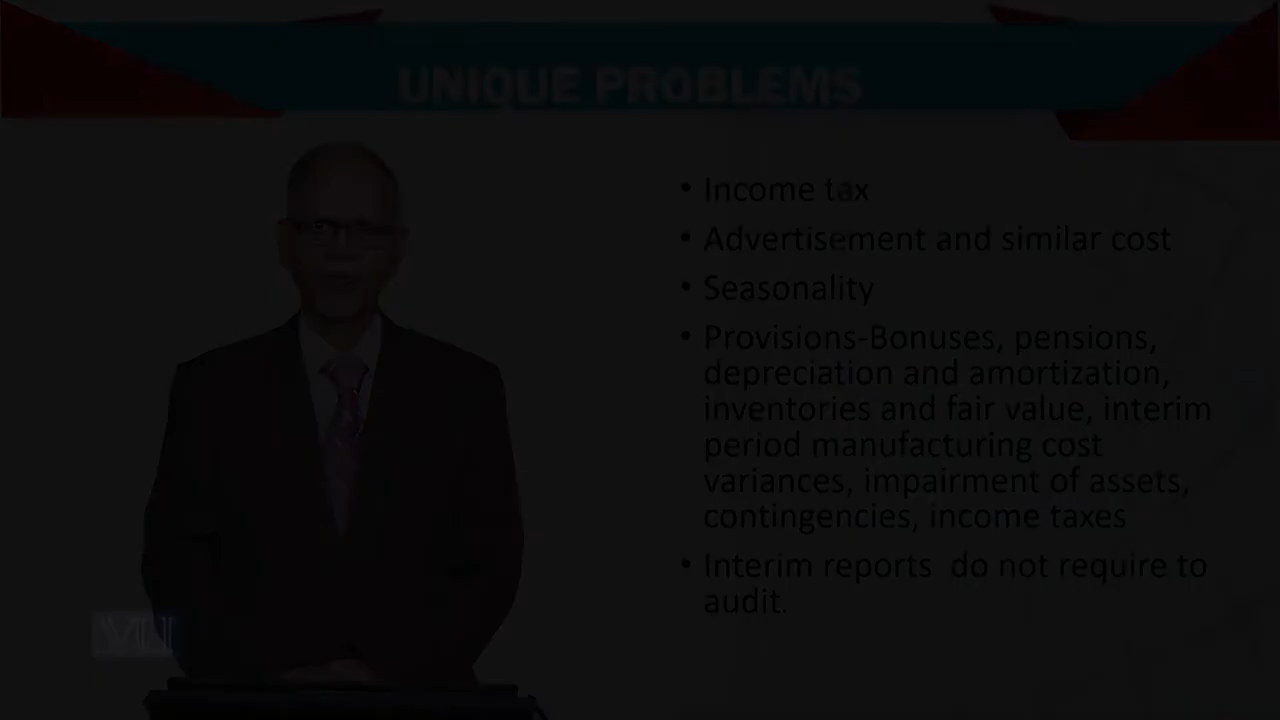 UNIQUE PROBLEMS
• Income tax
• Advertisement and similar cost
• Seasonality
• Provisions-Bonuses, pensions,
depreciation and amortization,
inventories and fair value, interim
period manufacturing cost
variances, impairment of assets,
contingencies, income taxes
• Interim reports  do not require to
audit.